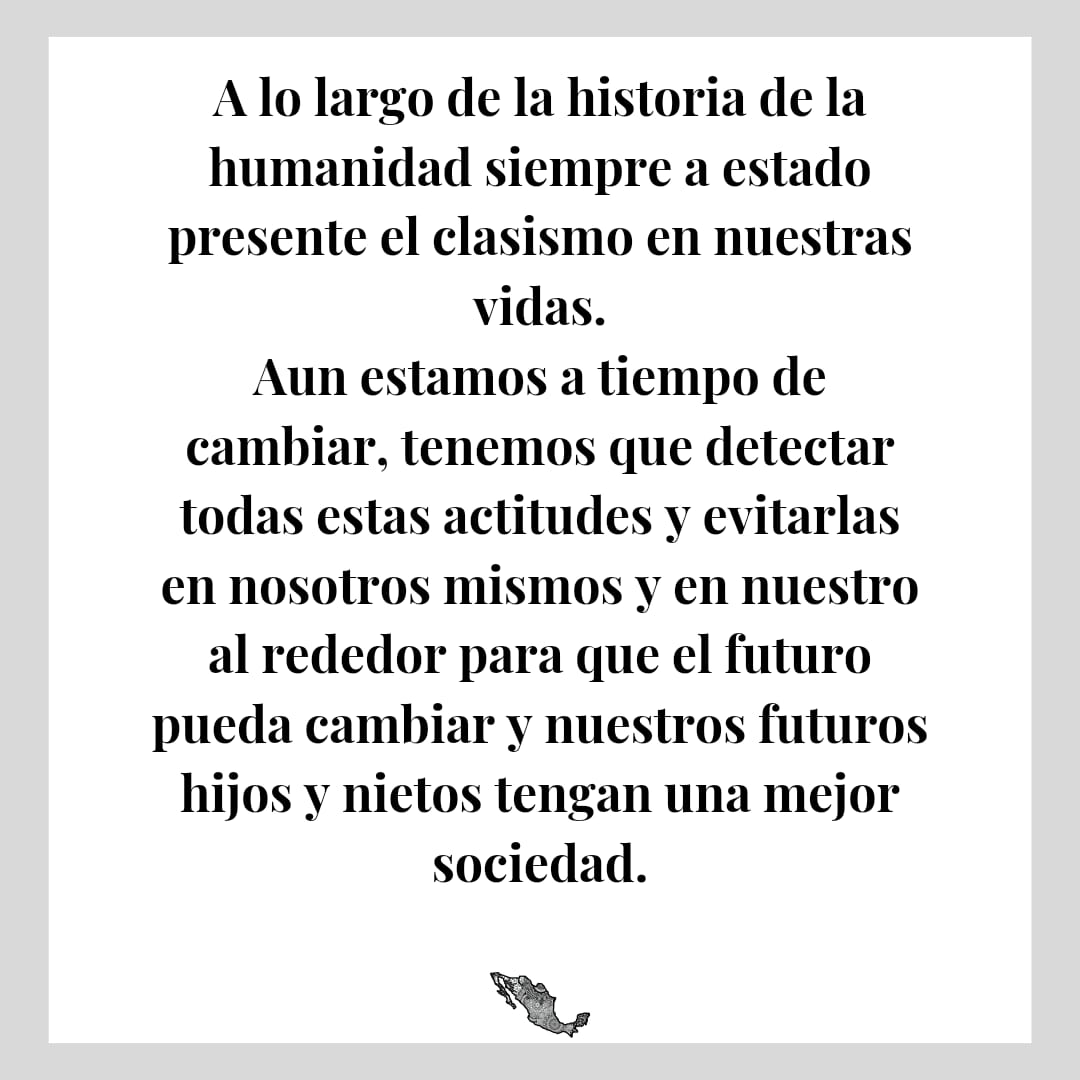 A lo largo de la historia de la
humanidad siempre a estado
presente el clasismo en nuestras
vidas.
Aun estamos a tiempo de
cambiar, tenemos que detectar
todas estas actitudes y evitarlas
en nosotros mismos y en nuestro
al rededor para que el futuro
pueda cambiar y nuestros futuros
hijos y nietos tengan una mejor
sociedad.